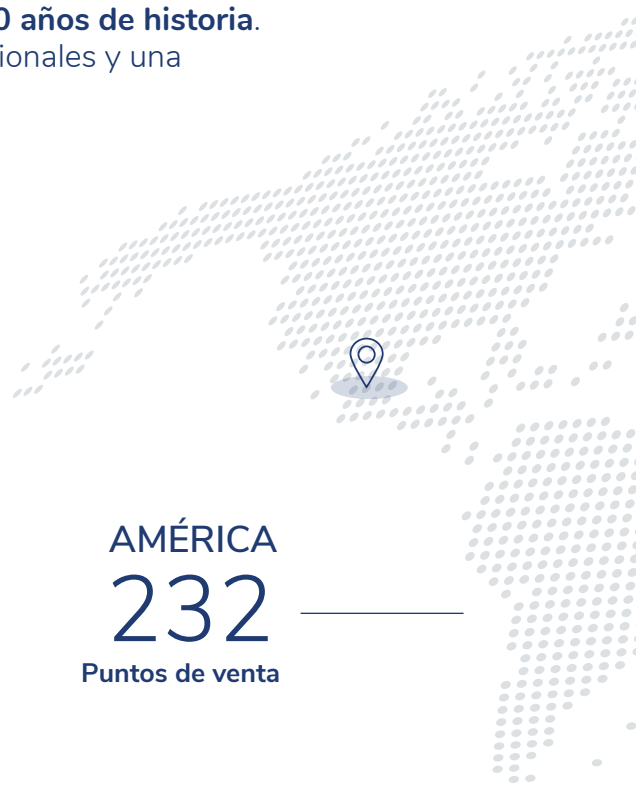 0 años de historia.
ionales y una
AMÉRICA
232
Puntos de venta